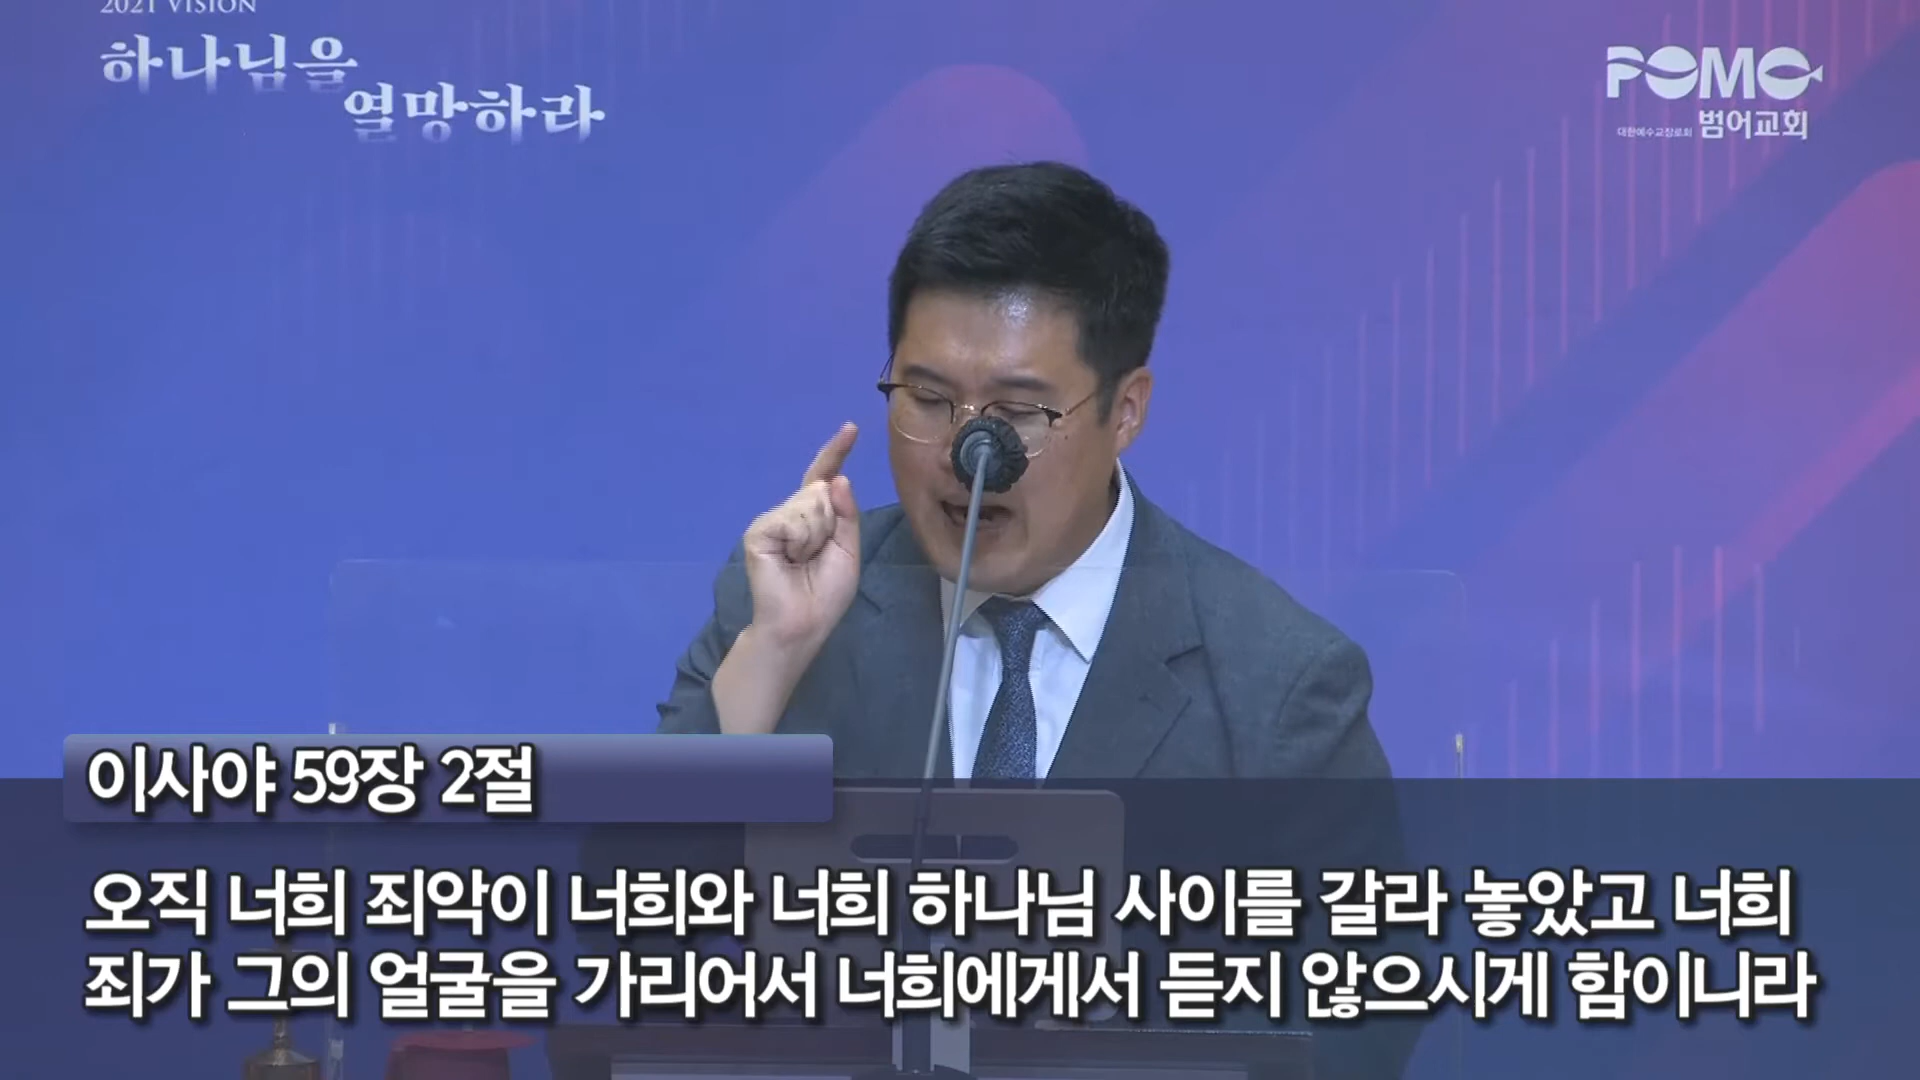 2021 VISION
하나님을
열망하라
POMO
대한예수교장로회 범어교회
이사야 59장 2절
오직 너희 죄악이 너희와 너희 하나님 사이를 갈라 놓았고 너희
죄가 그의 얼굴을 가리어서 너희에게서 듣지 않으시게 함이니라